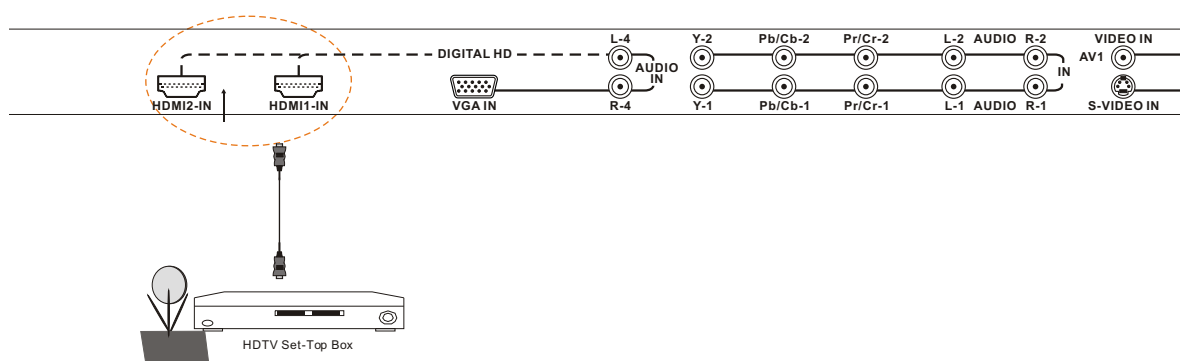 L-4 Y-2 Pb/Cb-2 Pr/Cr-2 L-2 AUDIO R-2 VIDEO IN
DIGITAL HD AUDIO IN IN AV1
HDMI2-IN HDMI1-IN VGA IN R-4 Y-1 Pb/Cb-1 Pr/Cr-1 L-1 AUDIO R-1 S-VIDEO IN
HDTV Set-Top Box